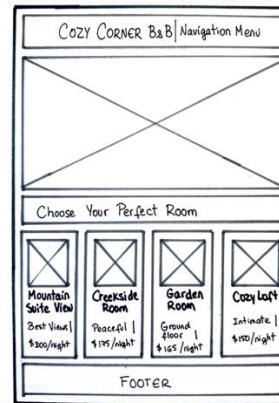 COZY CORNER B&B | Navigation Menu
Choose Your Perfect Room
Mountain
Suite View
Best Views |
$200/night
Creekside
Room
Peaceful |
$175/night
Garden
Room
Ground
floor |
$165/night
Cozy Loft
Intimate |
$150/night
FOOTER